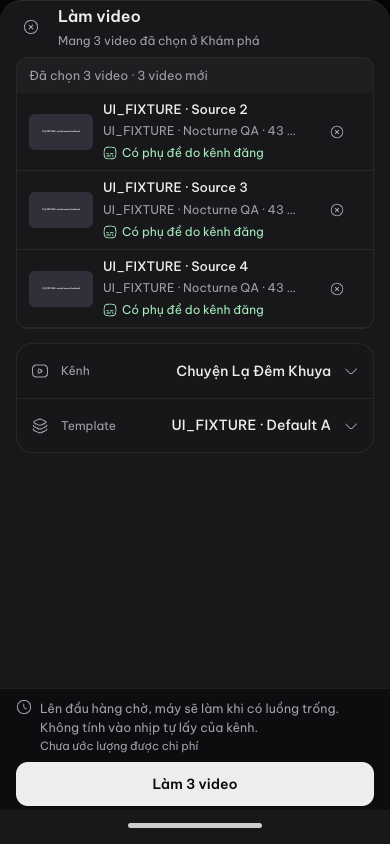 Làm video
Mang 3 video đã chọn ở Khám phá
Đã chọn 3 video · 3 video mới
UI_FIXTURE · Source 2
UI_FIXTURE · Nocturne QA · 43 ...
Có phụ đề do kênh đăng
UI_FIXTURE · Source 3
UI_FIXTURE · Nocturne QA · 43 ...
Có phụ đề do kênh đăng
UI_FIXTURE · Source 4
UI_FIXTURE · Nocturne QA · 43 ...
Có phụ đề do kênh đăng
Kênh
Chuyện Lạ Đêm Khuya
Template
UI_FIXTURE · Default A
Lên đầu hàng chờ, máy sẽ làm khi có luồng trống.
Không tính vào nhịp tự lấy của kênh.
Chưa ước lượng được chi phí
Làm 3 video